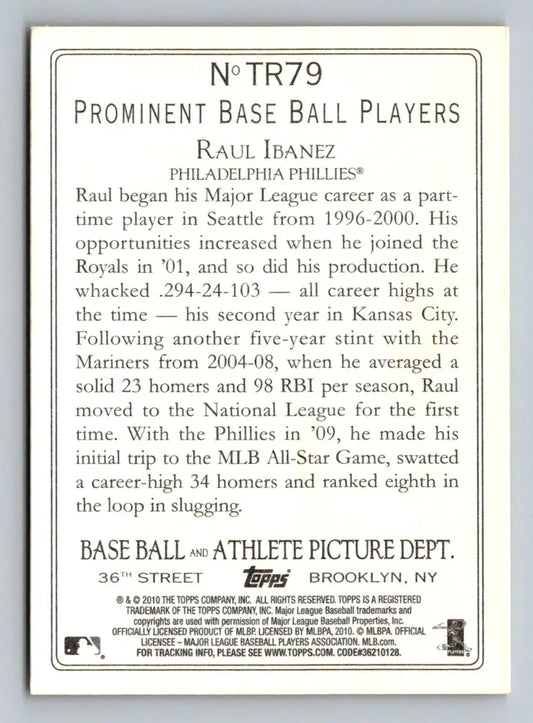 No TR79
PROMINENT BASE BALL PLAYERS
RAUL IBANEZ
PHILADELPHIA PHILLIES®
Raul began his Major League career as a part-
time player in Seattle from 1996-2000. His
opportunities increased when he joined the
Royals in '01, and so did his production. He
whacked .294-24-103 — all career highs at
the time — his second year in Kansas City.
Following another five-year stint with the
Mariners from 2004-08, when he averaged a
solid 23 homers and 98 RBI per season, Raul
moved to the National League for the first
time. With the Phillies in '09, he made his
initial trip to the MLB All-Star Game, swatted
a career-high 34 homers and ranked eighth in
the loop in slugging.
BASE BALL AND ATHLETE PICTURE DEPT.
36TH STREET Topps BROOKLYN, NY
® & © 2010 THE TOPPS COMPANY, INC. ALL RIGHTS RESERVED. TOPPS IS A REGISTERED
TRADEMARK OF THE TOPPS COMPANY, INC. Major League Baseball trademarks and
copyrights are used with permission of Major League Baseball Properties, Inc.
OFFICIALLY LICENSED PRODUCT OF MLBP. LICENSED BY MLBPA, 2010. © MLBPA. OFFICIAL
LICENSEE – MAJOR LEAGUE BASEBALL PLAYERS ASSOCIATION. MLB.com.
FOR TRACKING INFO, PLEASE SEE WWW.TOPPS.COM. CODE#36210128.